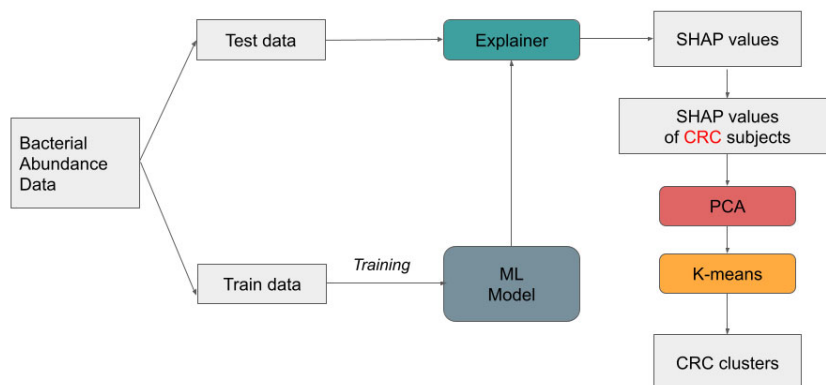 Test data
Explainer
SHAP values
Bacterial
Abundance
Data
SHAP values
of CRC subjects
PCA
Training
Train data
ML
Model
K-means
CRC clusters